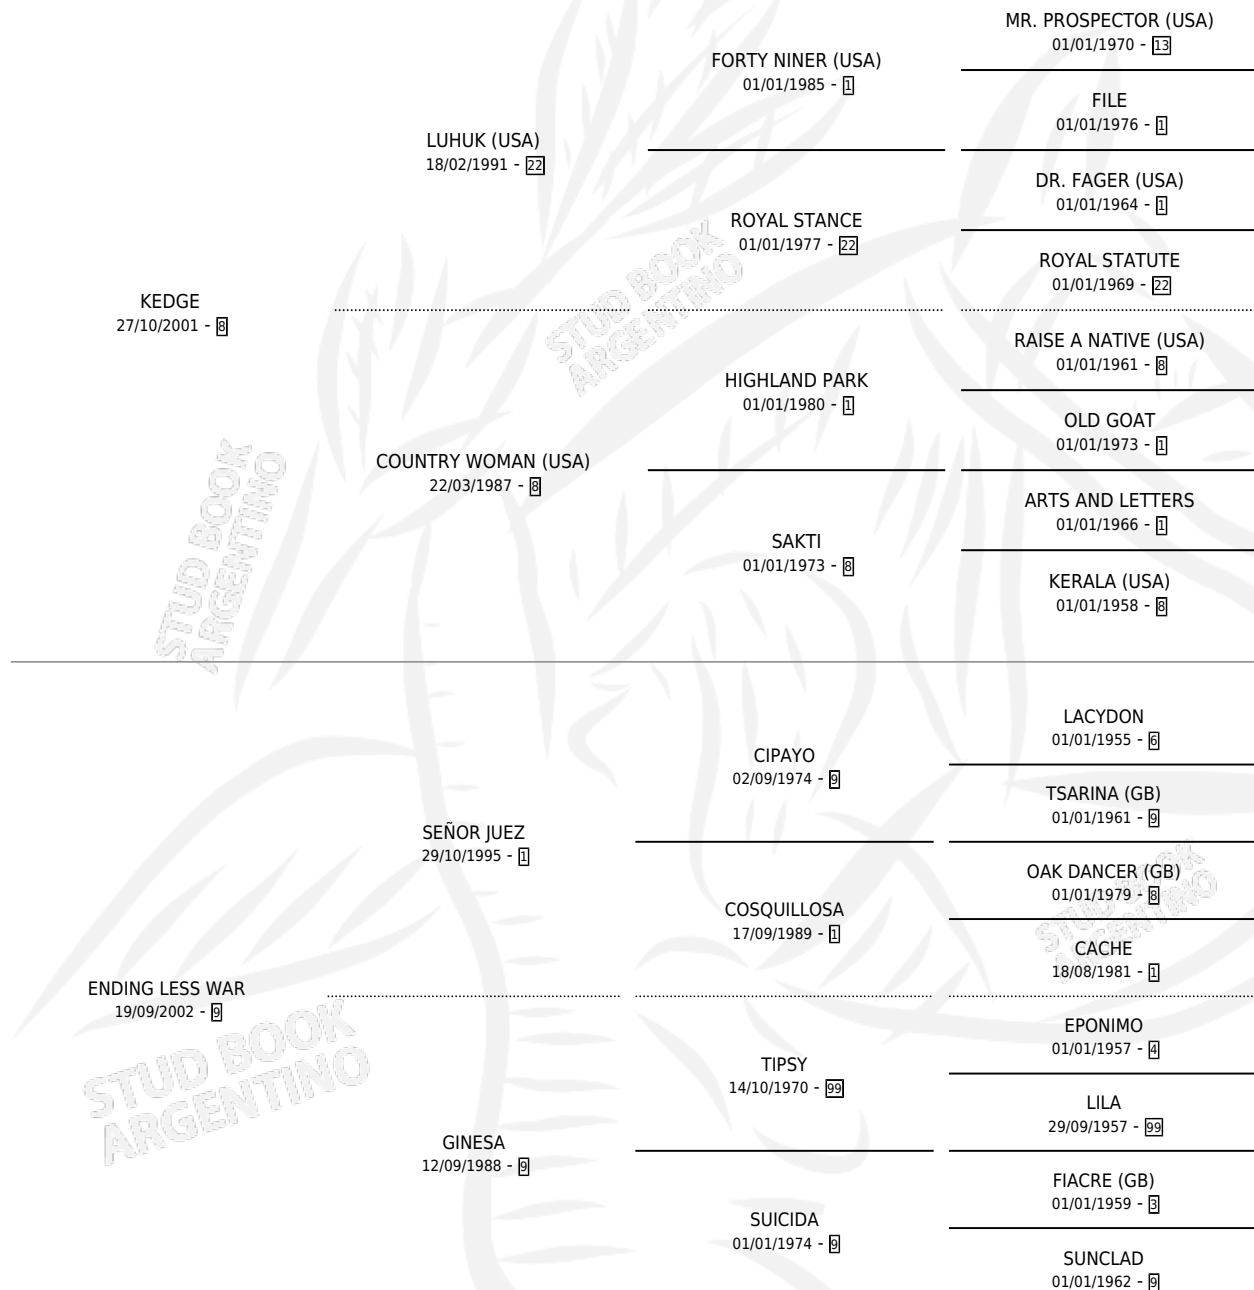 MR. PROSPECTOR (USA)
01/01/1970 - 13
FORTY NINER (USA)
01/01/1985 - 1
FILE
01/01/1976 - 1
LUHUK (USA)
18/02/1991 - 22
DR. FAGER (USA)
01/01/1964 - 1
ROYAL STANCE
01/01/1977 - 22
ROYAL STATUTE
01/01/1969 - 22
KEDGE
27/10/2001 - 8
RAISE A NATIVE (USA)
01/01/1961 - 8
HIGHLAND PARK
01/01/1980 - 1
OLD GOAT
01/01/1973 - 1
COUNTRY WOMAN (USA)
22/03/1987 - 8
ARTS AND LETTERS
01/01/1966 - 1
SAKTI
01/01/1973 - 8
KERALA (USA)
01/01/1958 - 8
STUD BOOK
ARGENTINO
STUD BOOK
ARGENTINO
LACYDON
01/01/1955 - 6
CIPAYO
02/09/1974 - 9
TSARINA (GB)
01/01/1961 - 9
SEÑOR JUEZ
29/10/1995 - 1
OAK DANCER (GB)
01/01/1979 - 8
COSQUILLOSA
17/09/1989 - 1
CACHE
18/08/1981 - 1
STUD BOOK
ARGENTINO
ENDING LESS WAR
19/09/2002 - 9
EPONIMO
01/01/1957 - 4
TIPSY
14/10/1970 - 99
LILA
29/09/1957 - 99
STUD BOOK
ARGENTINO
GINESA
12/09/1988 - 9
FIACRE (GB)
01/01/1959 - 3
SUICIDA
01/01/1974 - 9
SUNCLAD
01/01/1962 - 9